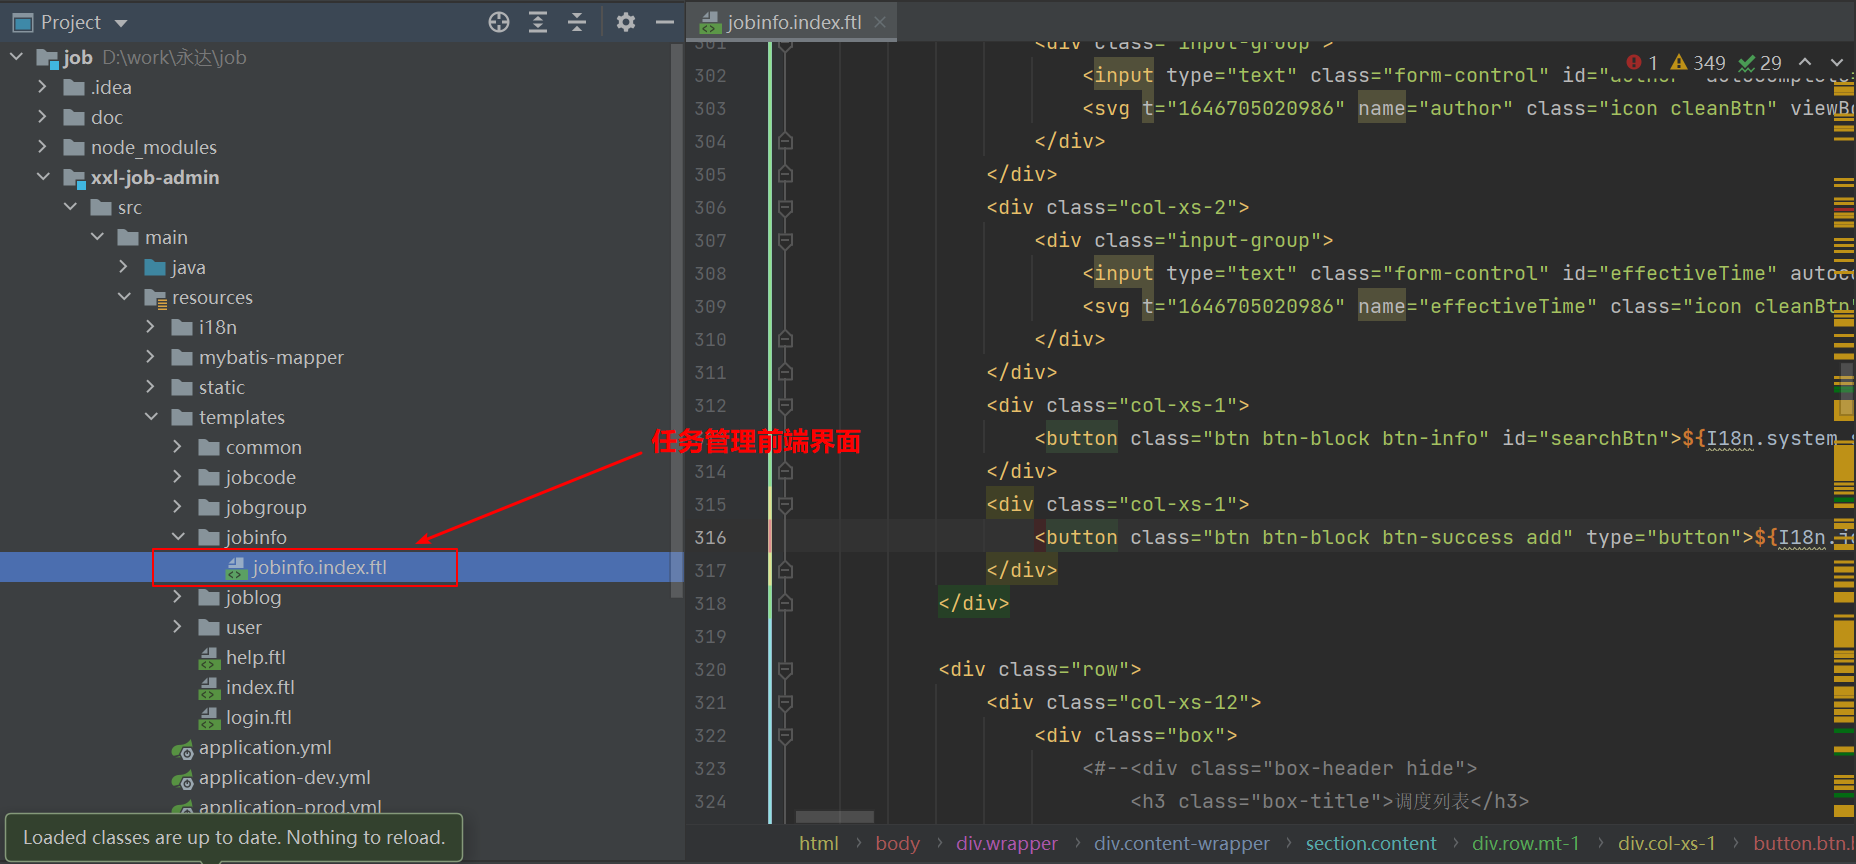 Project
job D:\work\永达\job
.idea
doc
node_modules
xxl-job-admin
src
main
java
resources
i18n
mybatis-mapper
static
templates
common
jobcode
jobgroup
jobinfo
jobinfo.index.ftl
joblog
user
help.ftl
index.ftl
login.ftl
application.yml
application-dev.yml
application-prod.yml
Loaded classes are up to date. Nothing to reload.
任务管理前端界面
jobinfo.index.ftl
1 349 29
301 <div class="input-group">
302 <input type="text" class="form-control" id="author" autocomplete=
303 <svg t="1646705020986" name="author" class="icon cleanBtn" viewBo
304 </div>
305 </div>
306 <div class="col-xs-2">
307 <div class="input-group">
308 <input type="text" class="form-control" id="effectiveTime" autoco
309 <svg t="1646705020986" name="effectiveTime" class="icon cleanBtn"
310 </div>
311 </div>
312 <div class="col-xs-1">
<button class="btn btn-block btn-info" id="searchBtn">${I18n.system_s
314 </div>
315 <div class="col-xs-1">
316 <button class="btn btn-block btn-success add" type="button">${I18n.jo
317 </div>
318 </div>
319
320 <div class="row">
321 <div class="col-xs-12">
322 <div class="box">
323 <#--<div class="box-header hide">
324 <h3 class="box-title">调度列表</h3>
html › body › div.wrapper › div.content-wrapper › section.content › div.row.mt-1 › div.col-xs-1 › button.btn.b